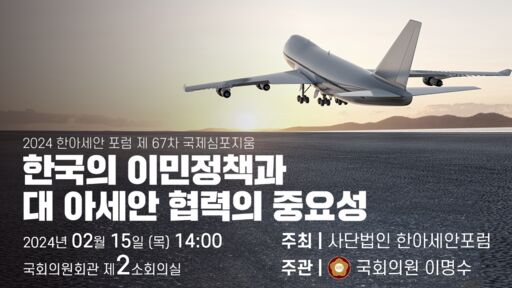 2024 한아세안 포럼 제 67차 국제심포지움
한국의 이민정책과
대 아세안 협력의 중요성
2024년 02월 15일 (목) 14:00
국회의원회관 제2소회의실
주최 | 사단법인 한아세안포럼
주관 | 국회의원 이명수